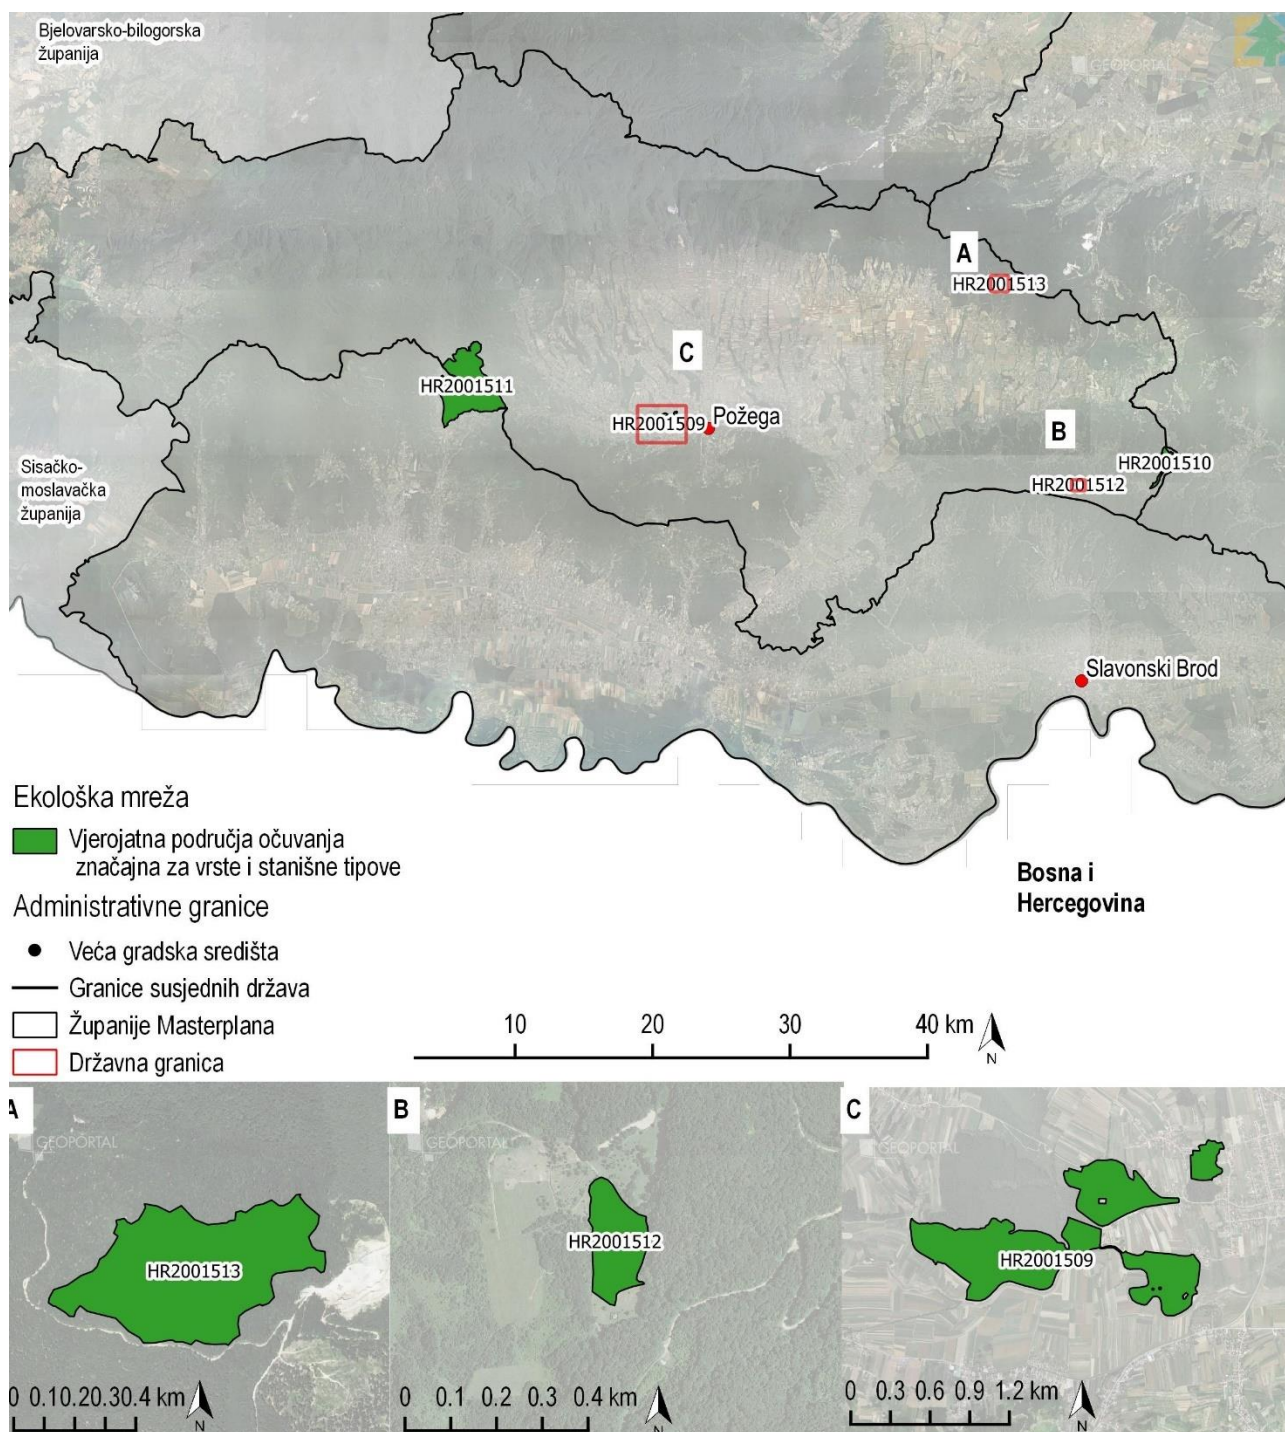 Bjelovarsko-bilogorska
županija
GEOPORTAL
A
HR2001513
C
HR2001511
HR2001509
Požega
B
HR2001510
HR2001512
Sisačko-
moslavačka
županija
Slavonski Brod
Ekološka mreža
Vjerojatna područja očuvanja
značajna za vrste i stanišne tipove
Bosna i
Hercegovina
Administrativne granice
Veća gradska središta
Granice susjednih država
Županije Masterplana
Državna granica
10 20 30 40 km
N
A
GEOPORTAL
HR2001513
0 0.10.20.30.4 km
N
B
GEOPORTAL
HR2001512
0 0.1 0.2 0.3 0.4 km
N
C
GEOPORTAL
HR2001509
0 0.3 0.6 0.9 1.2 km
N